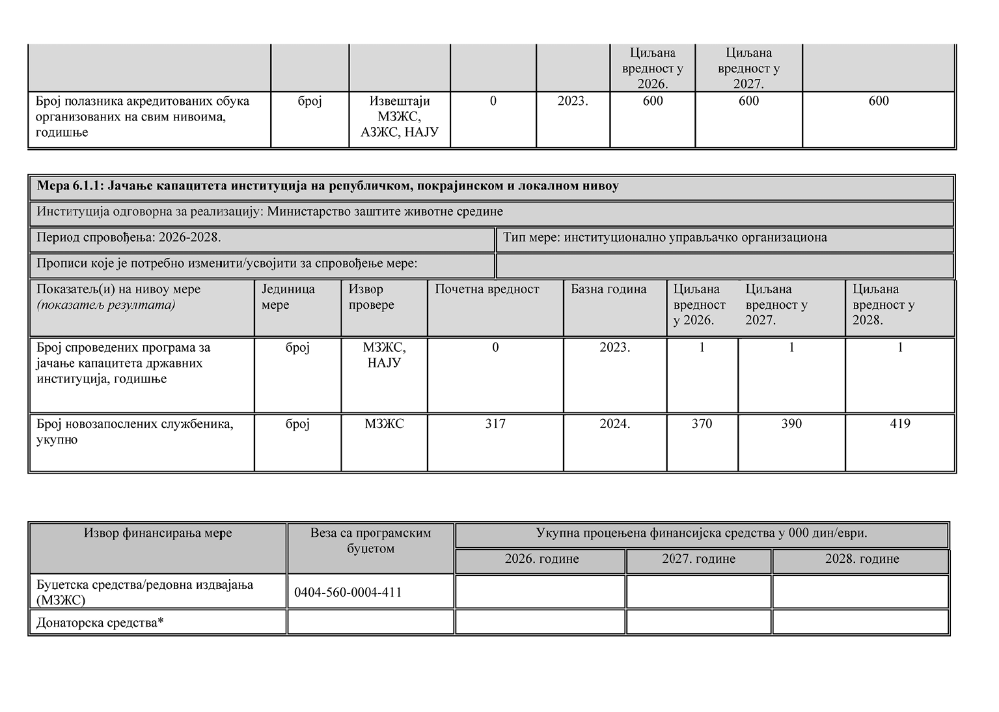 Циљана
вредност у
2026.
Циљана
вредност у
2027.
Број полазника акредитованих обука
организованих на свим нивоима,
годишње
број
Извештаји
МЗЖС,
АЗЖС, НАЈУ
0
2023.
600
600
600
Мера 6.1.1: Јачање капацитета институција на републичком, покрајинском и локалном нивоу
Институција одговорна за реализацију: Министарство заштите животне средине
Период спровођења: 2026-2028.
Тип мере: институционално управљачко организациона
Прописи које је потребно изменити/усвојити за спровођење мере:
Показатељ(и) на нивоу мере
(показатељ резултата)
Јединица
мере
Извор
провере
Почетна вредност
Базна година
Циљана
вредност
у 2026.
Циљана
вредност у
2027.
Циљана
вредност у
2028.
Број спроведених програма за
јачање капацитета државних
институција, годишње
број
МЗЖС,
НАЈУ
0
2023.
1
1
1
Број новозапослених службеника,
укупно
број
МЗЖС
317
2024.
370
390
419
Извор финансирања мере
Веза са програмским
буџетом
Укупна процењена финансијска средства у 000 дин/еври.
2026. године
2027. године
2028. године
Буџетска средства/редовна издвајања
(МЗЖС)
0404-560-0004-411
Донаторска средства*